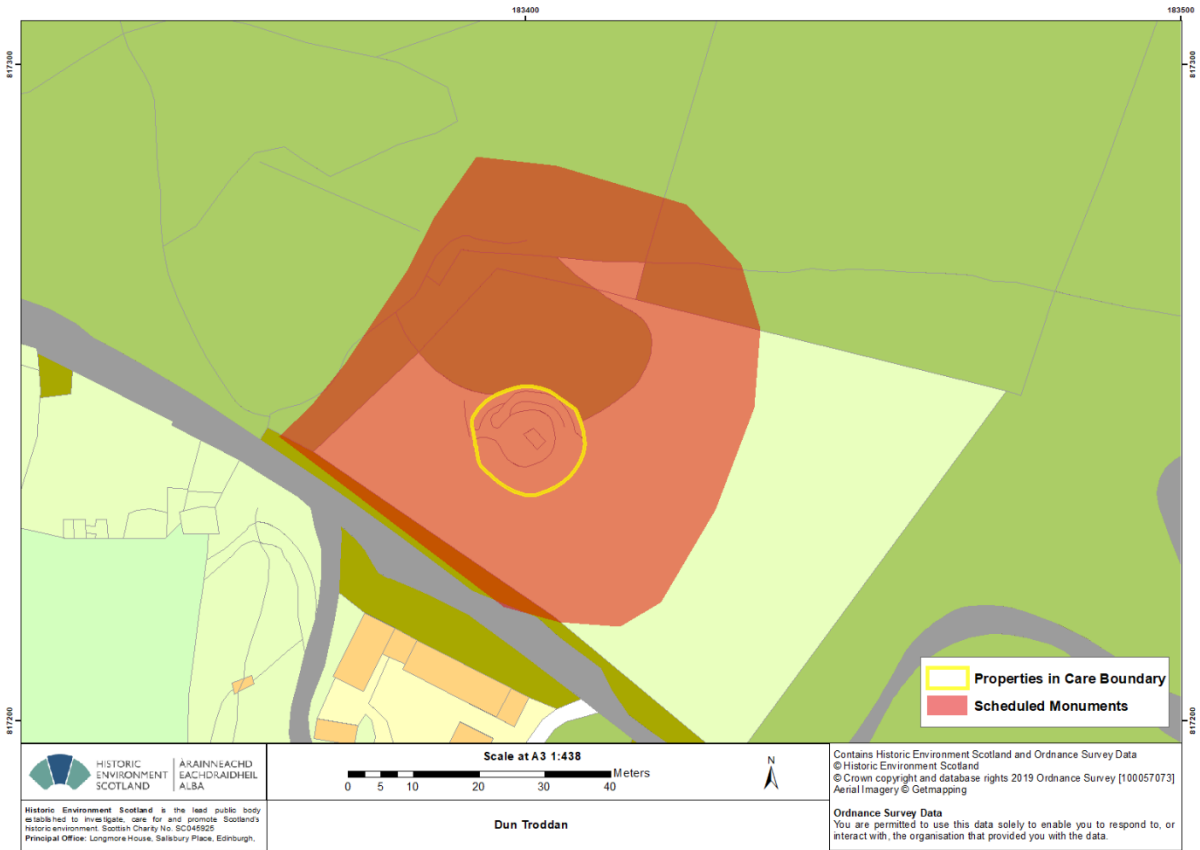 183400
183500
817300
817300
817200
817200
Properties in Care Boundary
Scheduled Monuments
HISTORIC
ENVIRONMENT
SCOTLAND
ÀRAINNEACHD
EACHDRAIDHEIL
ALBA
Historic Environment Scotland is the lead public body
established to investigate, care for and promote Scotland's
historic environment. Scottish Charity No. SC045925
Principal Office: Longmore House, Salisbury Place, Edinburgh,
Scale at A3 1:438
Meters
0 5 10 20 30 40
Dun Troddan
N
Contains Historic Environment Scotland and Ordnance Survey Data
© Historic Environment Scotland
© Crown copyright and database rights 2019 Ordnance Survey [100057073]
Aerial Imagery © Getmapping
Ordnance Survey Data
You are permitted to use this data solely to enable you to respond to, or
interact with, the organisation that provided you with the data.